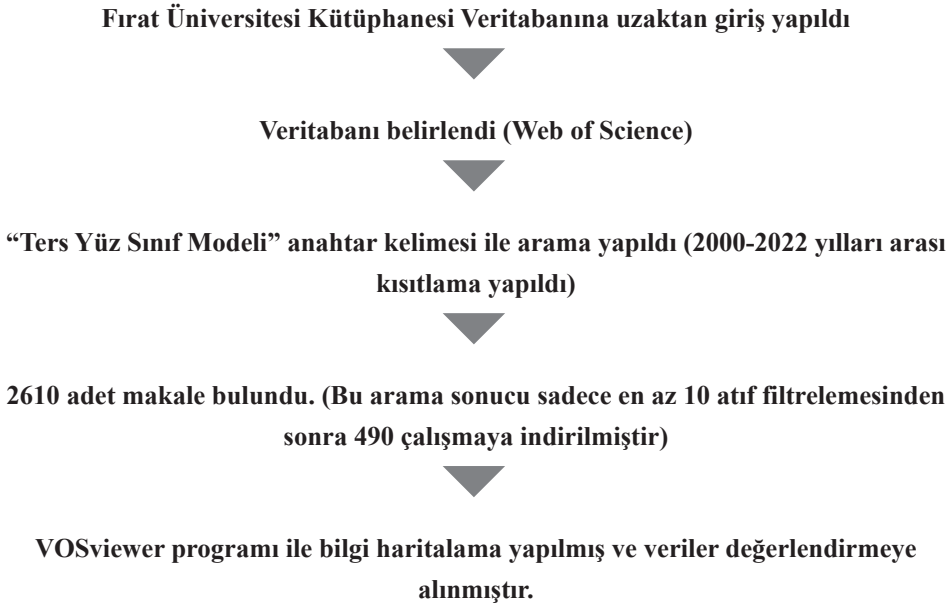 Fırat Üniversitesi Kütüphanesi Veritabanına uzaktan giriş yapıldı
Veritabanı belirlendi (Web of Science)
“Ters Yüz Sınıf Modeli” anahtar kelimesi ile arama yapıldı (2000-2022 yılları arası
kısıtlama yapıldı)
2610 adet makale bulundu. (Bu arama sonucu sadece en az 10 atıf filtrelemesinden
sonra 490 çalışmaya indirilmiştir)
VOSviewer programı ile bilgi haritalama yapılmış ve veriler değerlendirmeye
alınmıştır.